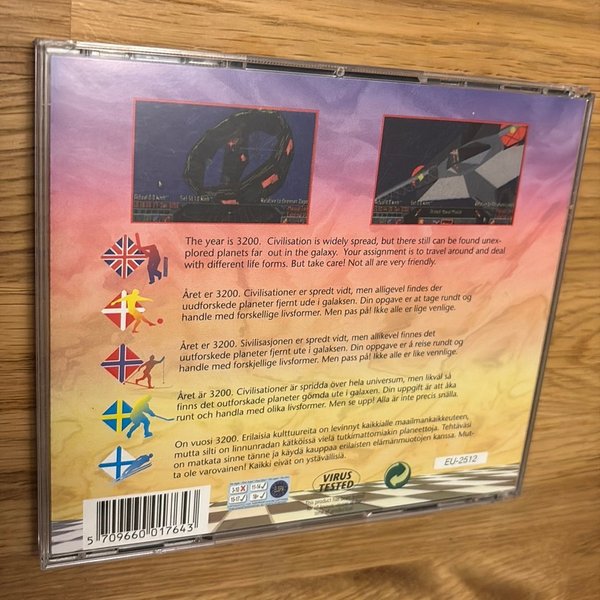 The year is 3200. Civilisation is widely spread, but there still can be found unex-
plored planets far out in the galaxy. Your assignment is to travel around and deal
with different life forms. But take care! Not all are very friendly.
Året er 3200. Civilisationer er spredt vidt, men alligevel findes der
uudforskede planeter fjernt ude i galaksen. Din opgave er at tage rundt og
handle med forskellige livsformer. Men pas på! Ikke alle er lige venlige.
Året er 3200. Sivilisasjonen er spredt vidt, men allikevel finnes det
uutforskede planeter fjernt ute i galaksen. Din oppgave er å reise rundt og
handle med forskjellige livsformer. Men pass på! Ikke alle er like vennlige.
Året är 3200. Civilisationer är spridda över hela universum, men likväl så
finns det outforskade planeter gömda ute i galaxen. Din uppgift är att åka
runt och handla med olika livsformer. Men se upp! Alla är inte precis snälla.
On vuosi 3200. Erilaisia kulttuureita on levinnyt kaikkialle maailmankaikkeuteen,
mutta silti on linnunradan kätköissä vielä tutkimattomiakin planeettoja. Tehtäväsi
on matkata sinne tänne ja käydä kauppaa erilaisten elämänmuotojen kanssa. Mut-
ta ole varovainen! Kaikki eivät on ystävällisiä.
EU-2512
VIRUS
TESTED
5 709660 017643